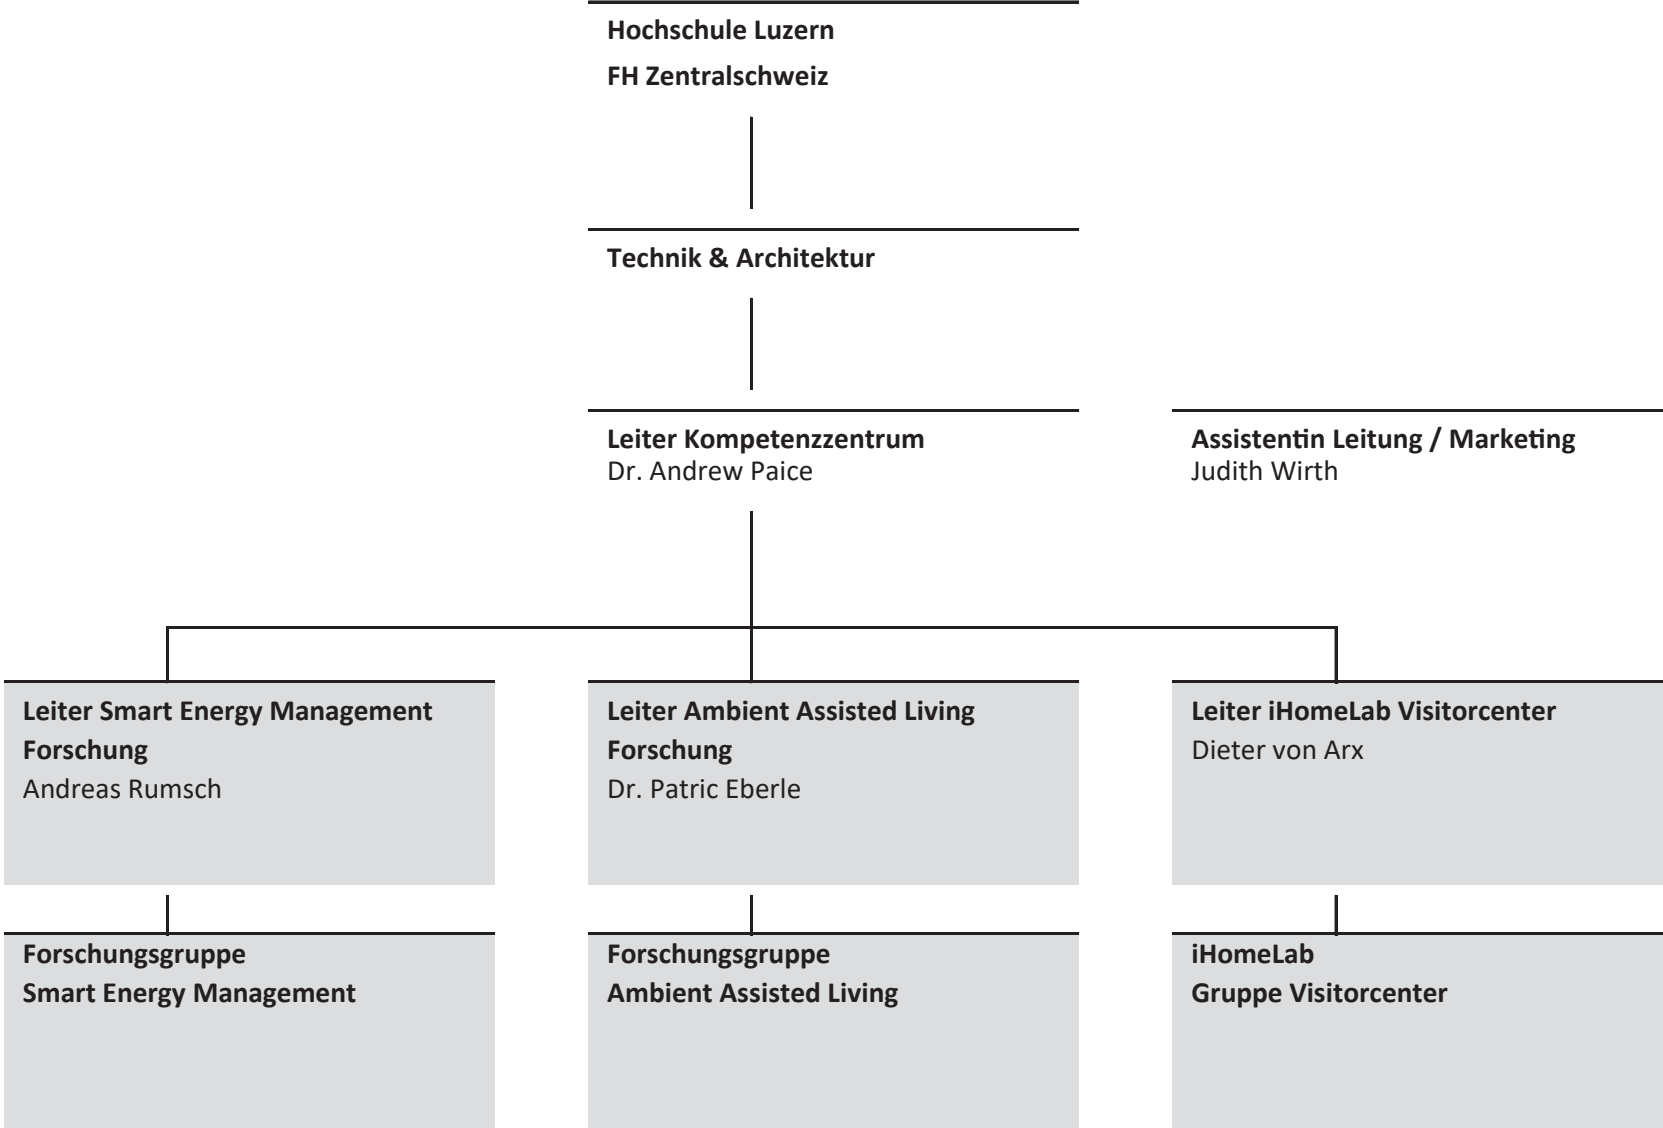 Hochschule Luzern
FH Zentralschweiz
Technik & Architektur
Leiter Kompetenzzentrum
Dr. Andrew Paice
Assistentin Leitung / Marketing
Judith Wirth
Leiter Smart Energy Management
Forschung
Andreas Rumsch
Leiter Ambient Assisted Living
Forschung
Dr. Patric Eberle
Leiter iHomeLab Visitorcenter
Dieter von Arx
Forschungsgruppe
Smart Energy Management
Forschungsgruppe
Ambient Assisted Living
iHomeLab
Gruppe Visitorcenter